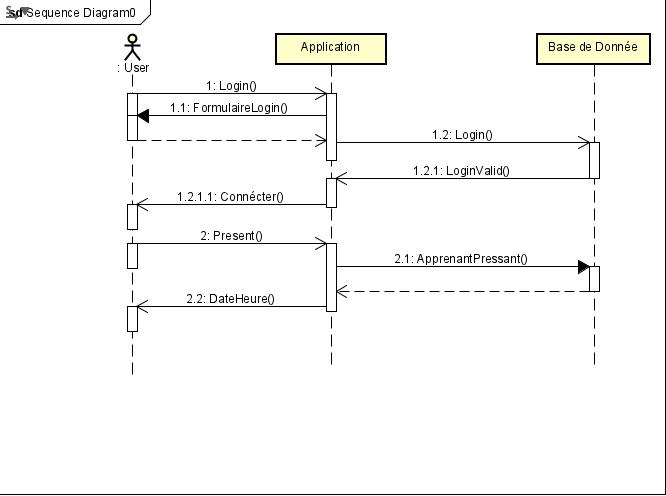 sd Sequence Diagram0
Application
Base de Donnée
: User
1: Login()
1.1: FormulaireLogin()
1.2: Login()
1.2.1: LoginValid()
1.2.1.1: Connécter()
2: Present()
2.1: ApprenantPressant()
2.2: DateHeure()